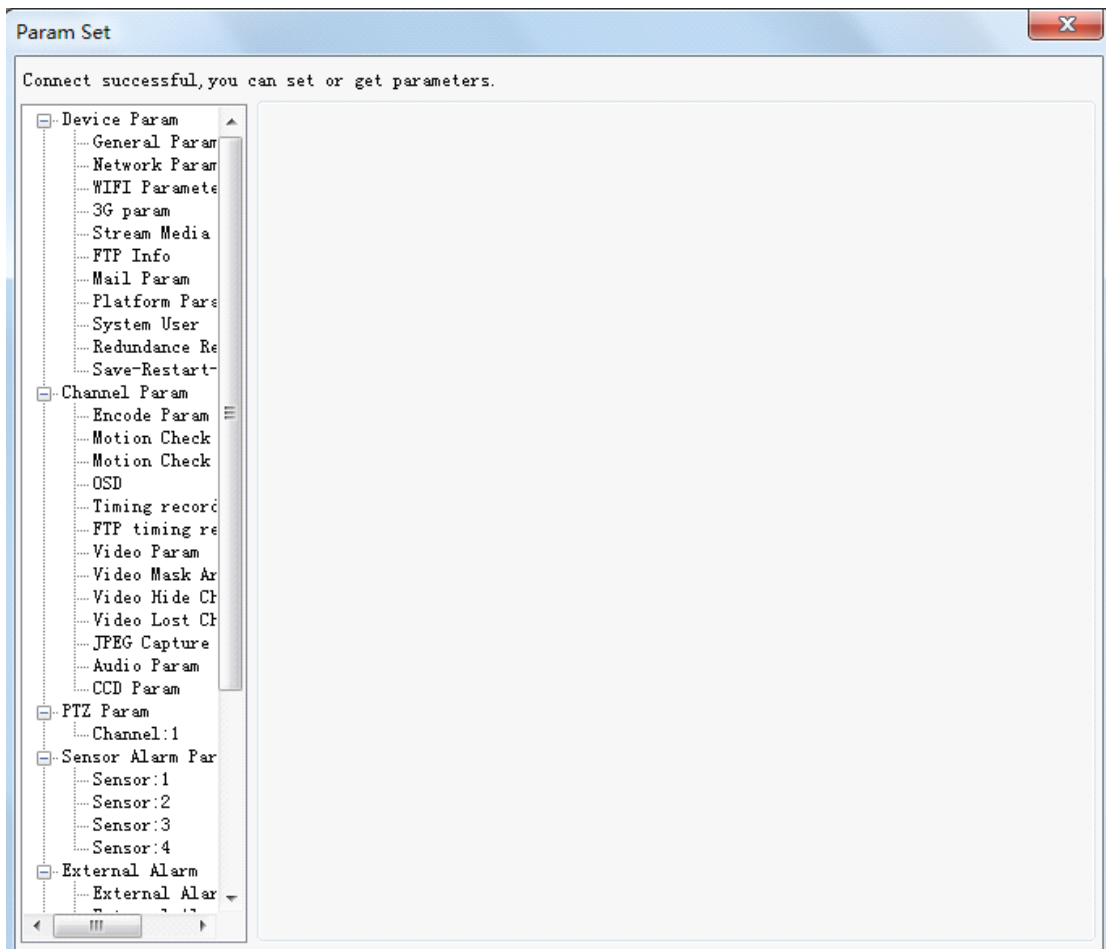 Param Set
Connect successful,you can set or get parameters.
Device Param
General Param
Network Param
WIFI Paramete
3G param
Stream Media
FTP Info
Mail Param
Platform Para
System User
Redundance Re
Save-Restart-
Channel Param
Encode Param
Motion Check
Motion Check
OSD
Timing record
FTP timing re
Video Param
Video Mask Ar
Video Hide Ch
Video Lost Ch
JPEG Capture
Audio Param
CCD Param
PTZ Param
Channel:1
Sensor Alarm Par
Sensor:1
Sensor:2
Sensor:3
Sensor:4
External Alarm
External Alar